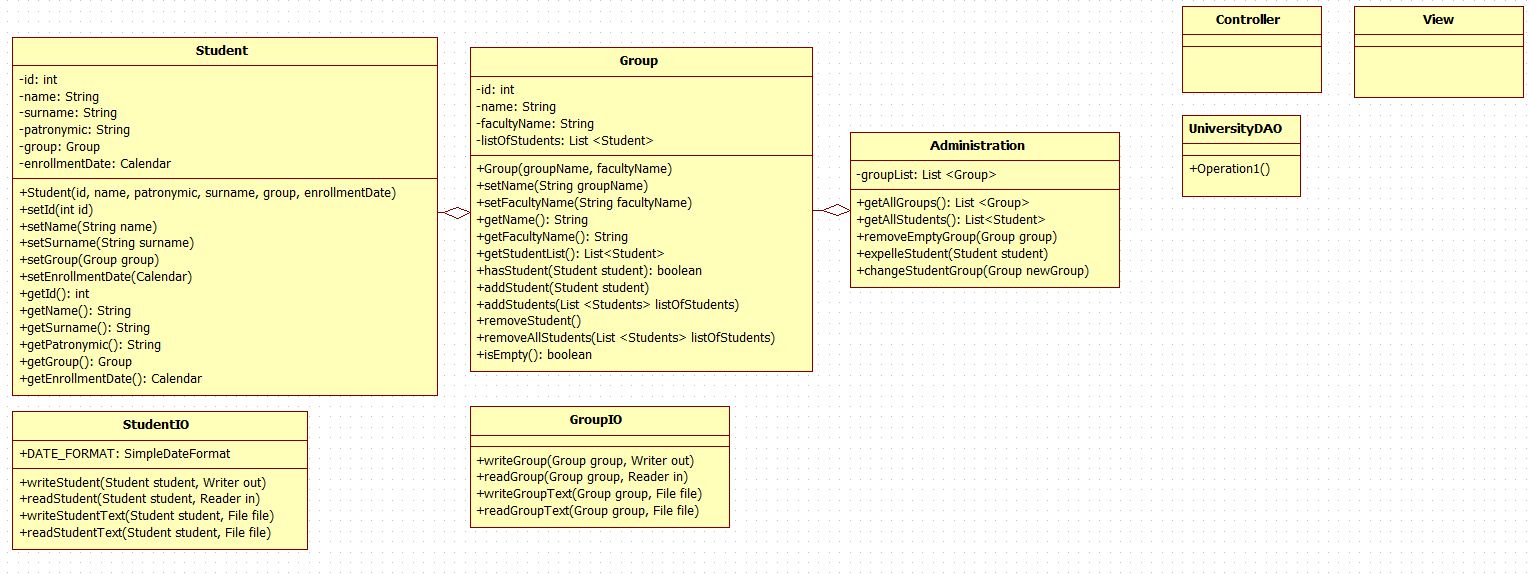 Student
-id: int
-name: String
-surname: String
-patronymic: String
-group: Group
-enrollmentDate: Calendar
+Student(id, name, patronymic, surname, group, enrollmentDate)
+setId(int id)
+setName(String name)
+setSurname(String surname)
+setGroup(Group group)
+setEnrollmentDate(Calendar)
+getId(): int
+getName(): String
+getSurname(): String
+getPatronymic(): String
+getGroup(): Group
+getEnrollmentDate(): Calendar
Group
-id: int
-name: String
-facultyName: String
-listOfStudents: List <Student>
+Group(groupName, facultyName)
+setName(String groupName)
+setFacultyName(String facultyName)
+getName(): String
+getFacultyName(): String
+getStudentList(): List<Student>
+hasStudent(Student student): boolean
+addStudent(Student student)
+addStudents(List <Students> listOfStudents)
+removeStudent()
+removeAllStudents(List <Students> listOfStudents)
+isEmpty(): boolean
Administration
-groupList: List <Group>
+getAllGroups(): List <Group>
+getAllStudents(): List<Student>
+removeEmptyGroup(Group group)
+expelleStudent(Student student)
+changeStudentGroup(Group newGroup)
Controller
View
UniversityDAO
+Operation1()
StudentIO
+DATE_FORMAT: SimpleDateFormat
+writeStudent(Student student, Writer out)
+readStudent(Student student, Reader in)
+writeStudentText(Student student, File file)
+readStudentText(Student student, File file)
GroupIO
+writeGroup(Group group, Writer out)
+readGroup(Group group, Reader in)
+writeGroupText(Group group, File file)
+readGroupText(Group group, File file)